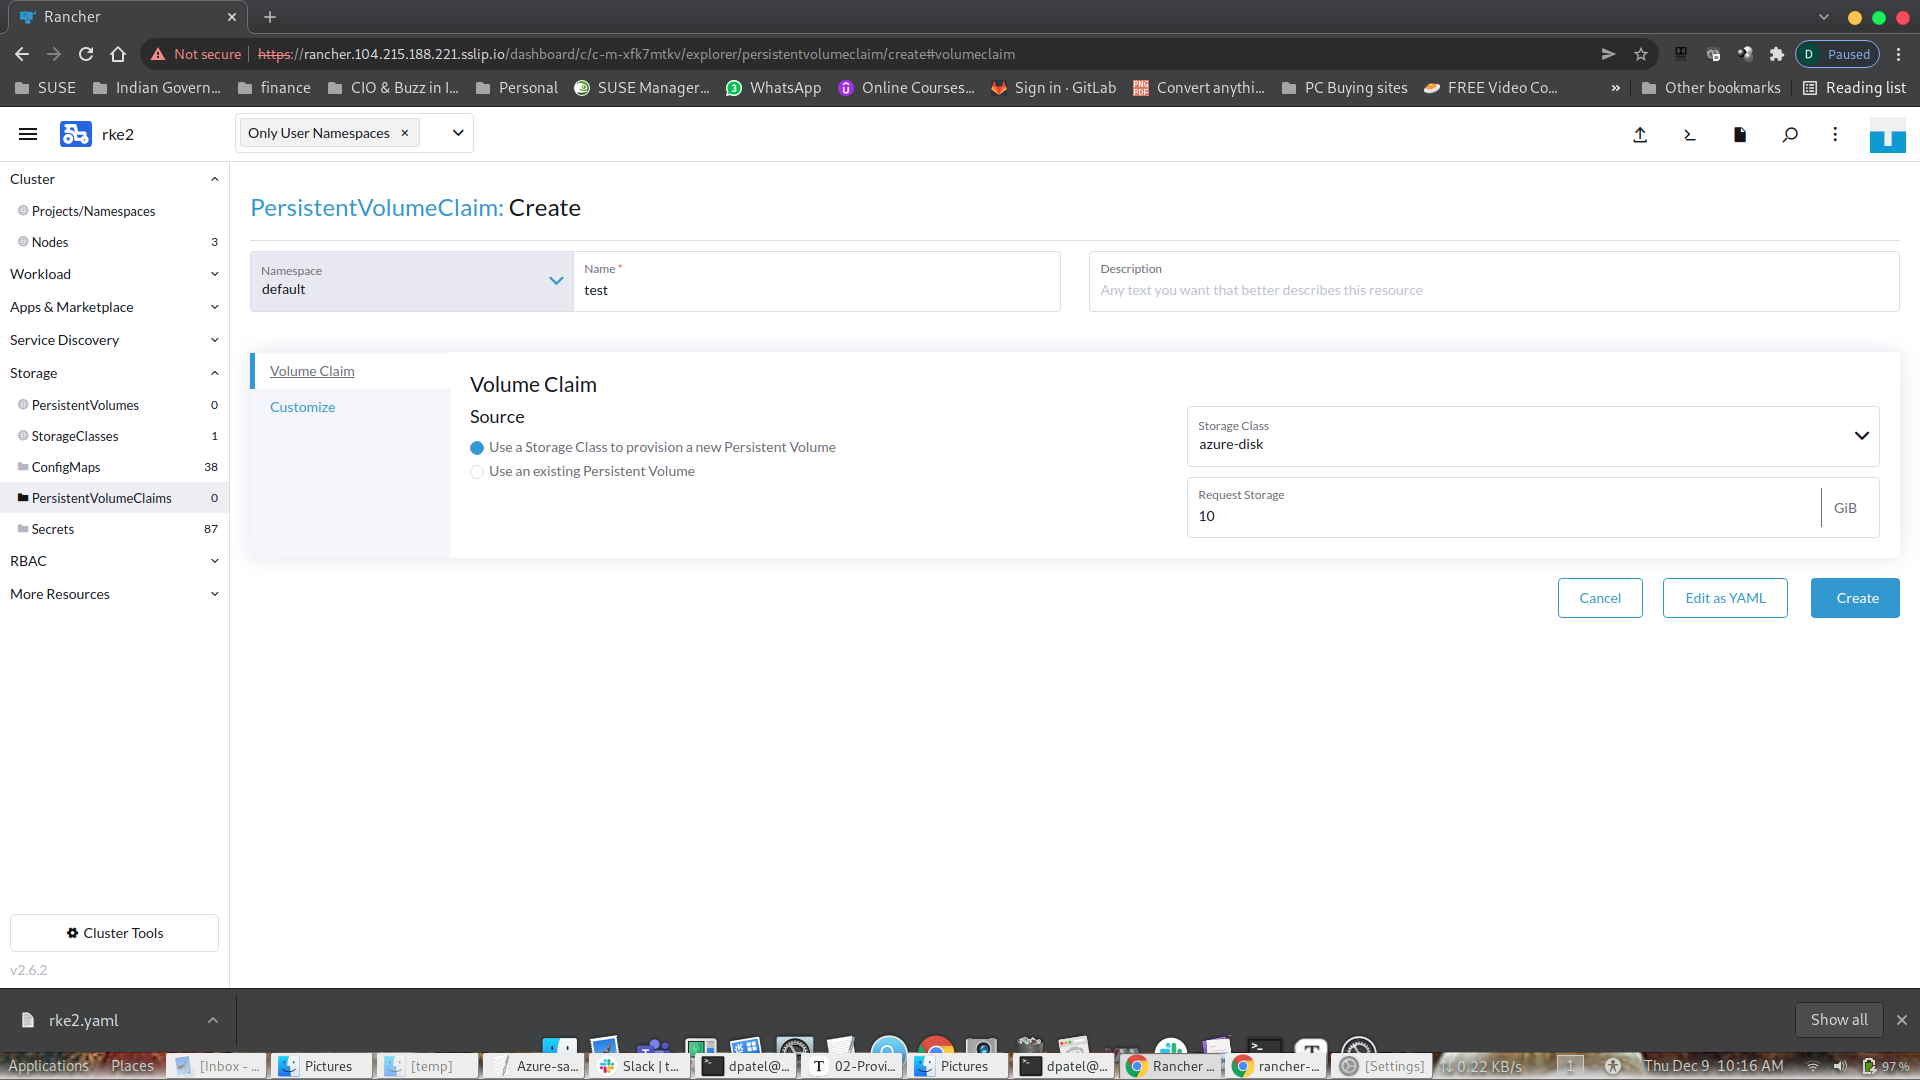 Rancher
Not secure
https://rancher.104.215.188.221.sslip.io/dashboard/c/c-m-xfk7mtkv/explorer/persistentvolumeclaim/create#volumeclaim
D Paused
SUSE
Indian Govern...
finance
CIO & Buzz in I...
Personal
SUSE Manager...
WhatsApp
Online Courses...
Sign in · GitLab
Convert anythi...
PC Buying sites
FREE Video Co...
»
Other bookmarks
Reading list
rke2
Only User Namespaces ×
Cluster
Projects/Namespaces
Nodes 3
Workload
Apps & Marketplace
Service Discovery
Storage
PersistentVolumes 0
StorageClasses 1
ConfigMaps 38
PersistentVolumeClaims 0
Secrets 87
RBAC
More Resources
Cluster Tools
v2.6.2
PersistentVolumeClaim: Create
Namespace
default
Name *
test
Description
Any text you want that better describes this resource
Volume Claim
Customize
Volume Claim
Source
Use a Storage Class to provision a new Persistent Volume
Use an existing Persistent Volume
Storage Class
azure-disk
Request Storage
10
GiB
Cancel
Edit as YAML
Create
rke2.yaml
Show all
Applications
Places
[Inbox - ...
Pictures
[temp]
Azure-sa...
Slack | t...
dpatel@...
02-Provi...
Pictures
dpatel@...
Rancher ...
rancher-...
[Settings]
0.22 KB/s
1
Thu Dec 9 10:16 AM
97%